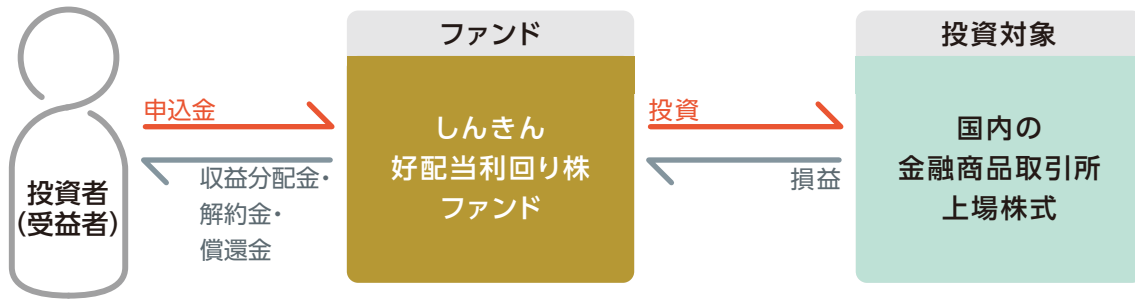 投資者
(受益者)
申込金
収益分配金・
解約金・
償還金
ファンド
しんきん
好配当利回り株
ファンド
投資
損益
投資対象
国内の
金融商品取引所
上場株式